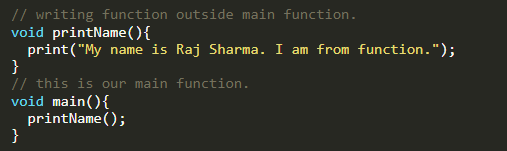 // writing function outside main function.
void printName(){
  print("My name is Raj Sharma. I am from function.");
}
// this is our main function.
void main(){
  printName();
}